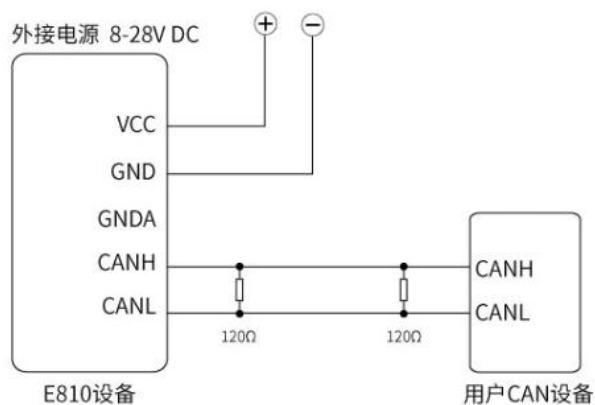 外接电源 8-28V DC
+
−
VCC
GND
GNDA
CANH
CANL
CANH
CANL
120Ω
120Ω
E810设备
用户CAN设备